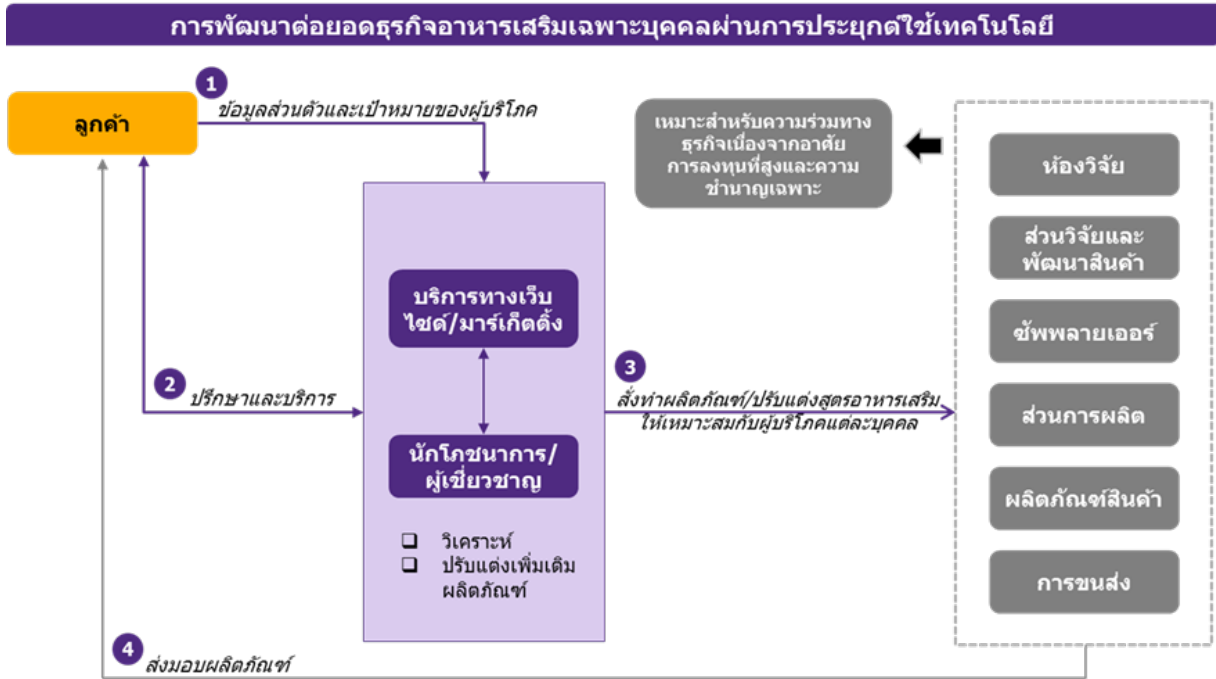 การพัฒนาต่อยอดธุรกิจอาหารเสริมเฉพาะบุคคลผ่านการประยุกต์ใช้เทคโนโลยี
1
ข้อมูลส่วนตัวและเป้าหมายของผู้บริโภค
ลูกค้า
เหมาะสำหรับความร่วมทาง
ธุรกิจเนื่องจากอาศัย
การลงทุนที่สูงและความ
ชำนาญเฉพาะ
ห้องวิจัย
ส่วนวิจัยและ
พัฒนาสินค้า
ซัพพลายเออร์
ส่วนการผลิต
ผลิตภัณฑ์สินค้า
การขนส่ง
บริการทางเว็บ
ไซต์/มาร์เก็ตติ้ง
2
ปรึกษาและบริการ
3
สั่งทำผลิตภัณฑ์/ปรับแต่งสูตรอาหารเสริม
ให้เหมาะสมกับผู้บริโภคแต่ละบุคคล
นักโภชนาการ/
ผู้เชี่ยวชาญ
❑ วิเคราะห์
❑ ปรับแต่งเพิ่มเติม
ผลิตภัณฑ์
4
ส่งมอบผลิตภัณฑ์